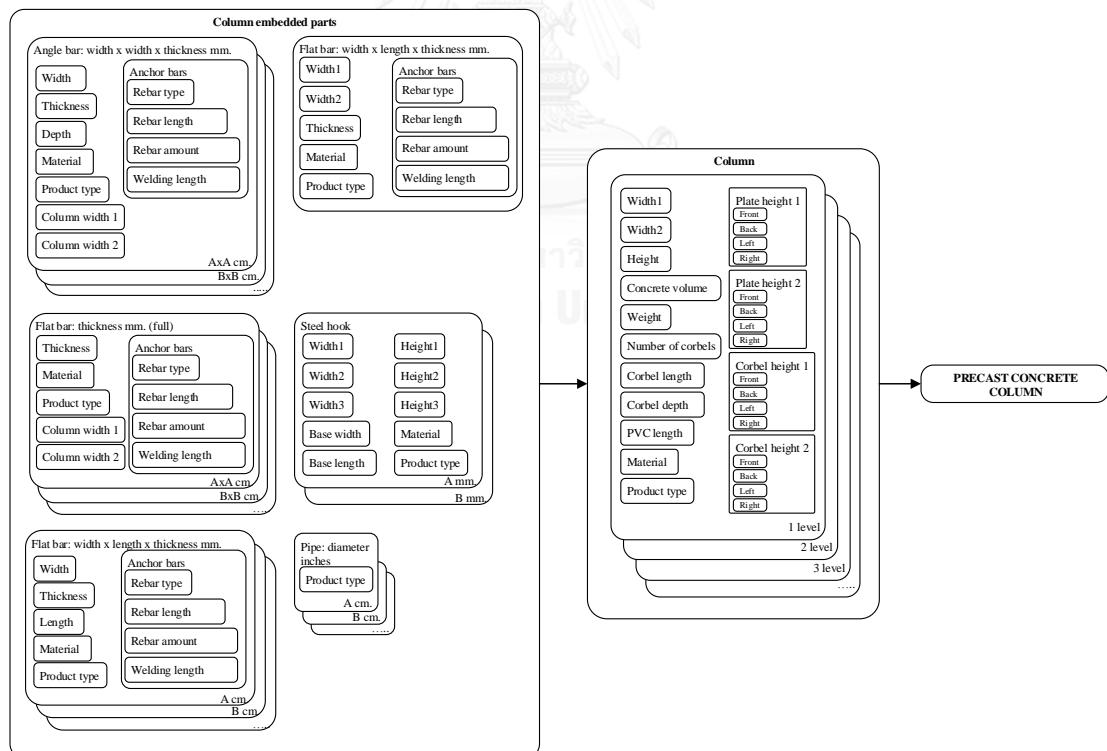 Column embedded parts
Angle bar: width x width x thickness mm.
Width
Thickness
Depth
Material
Product type
Column width 1
Column width 2
Anchor bars
Rebar type
Rebar length
Rebar amount
Welding length
AxA cm.
BxB cm.
.....
Flat bar: width x length x thickness mm.
Width1
Width2
Thickness
Material
Product type
Anchor bars
Rebar type
Rebar length
Rebar amount
Welding length
Flat bar: thickness mm. (full)
Thickness
Material
Product type
Column width 1
Column width 2
Anchor bars
Rebar type
Rebar length
Rebar amount
Welding length
AxA cm.
BxB cm.
.....
Steel hook
Width1
Width2
Width3
Base width
Base length
Height1
Height2
Height3
Material
Product type
A mm.
B mm.
Flat bar: width x length x thickness mm.
Width
Thickness
Length
Material
Product type
Anchor bars
Rebar type
Rebar length
Rebar amount
Welding length
A cm.
B cm.
.....
Pipe: diameter
inches
Product type
A cm.
B cm.
.....
Column
Width1
Width2
Height
Concrete volume
Weight
Number of corbels
Corbel length
Corbel depth
PVC length
Material
Product type
Plate height 1
Front
Back
Left
Right
Plate height 2
Front
Back
Left
Right
Corbel height 1
Front
Back
Left
Right
Corbel height 2
Front
Back
Left
Right
1 level
2 level
3 level
.....
PRECAST CONCRETE
COLUMN